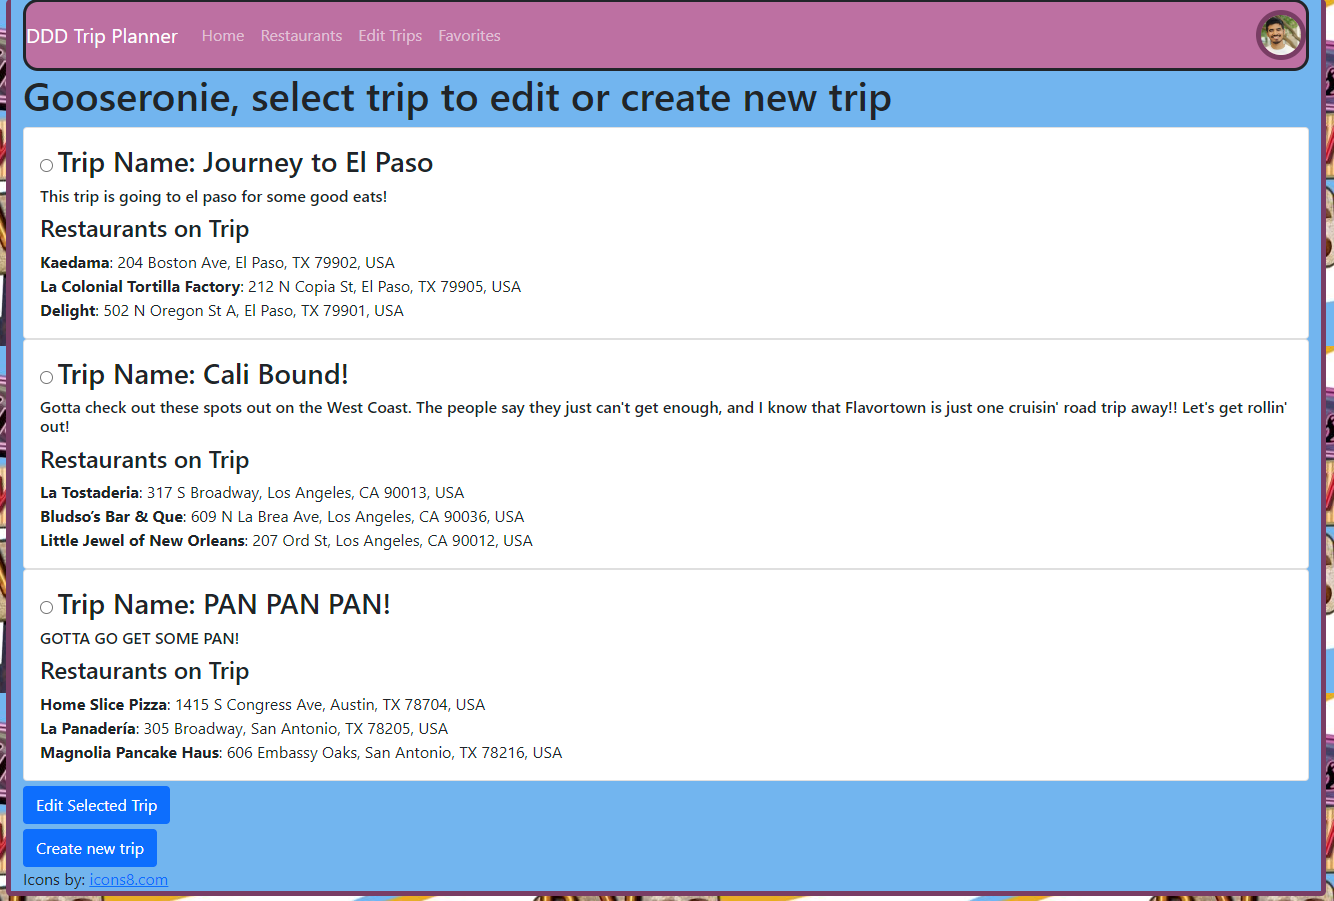 DDD Trip Planner Home Restaurants Edit Trips Favorites
Gooseronie, select trip to edit or create new trip
Trip Name: Journey to El Paso
This trip is going to el paso for some good eats!
Restaurants on Trip
Kaedama: 204 Boston Ave, El Paso, TX 79902, USA
La Colonial Tortilla Factory: 212 N Copia St, El Paso, TX 79905, USA
Delight: 502 N Oregon St A, El Paso, TX 79901, USA
Trip Name: Cali Bound!
Gotta check out these spots out on the West Coast. The people say they just can't get enough, and I know that Flavortown is just one cruisin' road trip away!! Let's get rollin'
out!
Restaurants on Trip
La Tostaderia: 317 S Broadway, Los Angeles, CA 90013, USA
Bludso’s Bar & Que: 609 N La Brea Ave, Los Angeles, CA 90036, USA
Little Jewel of New Orleans: 207 Ord St, Los Angeles, CA 90012, USA
Trip Name: PAN PAN PAN!
GOTTA GO GET SOME PAN!
Restaurants on Trip
Home Slice Pizza: 1415 S Congress Ave, Austin, TX 78704, USA
La Panadería: 305 Broadway, San Antonio, TX 78205, USA
Magnolia Pancake Haus: 606 Embassy Oaks, San Antonio, TX 78216, USA
Edit Selected Trip
Create new trip
Icons by: icons8.com